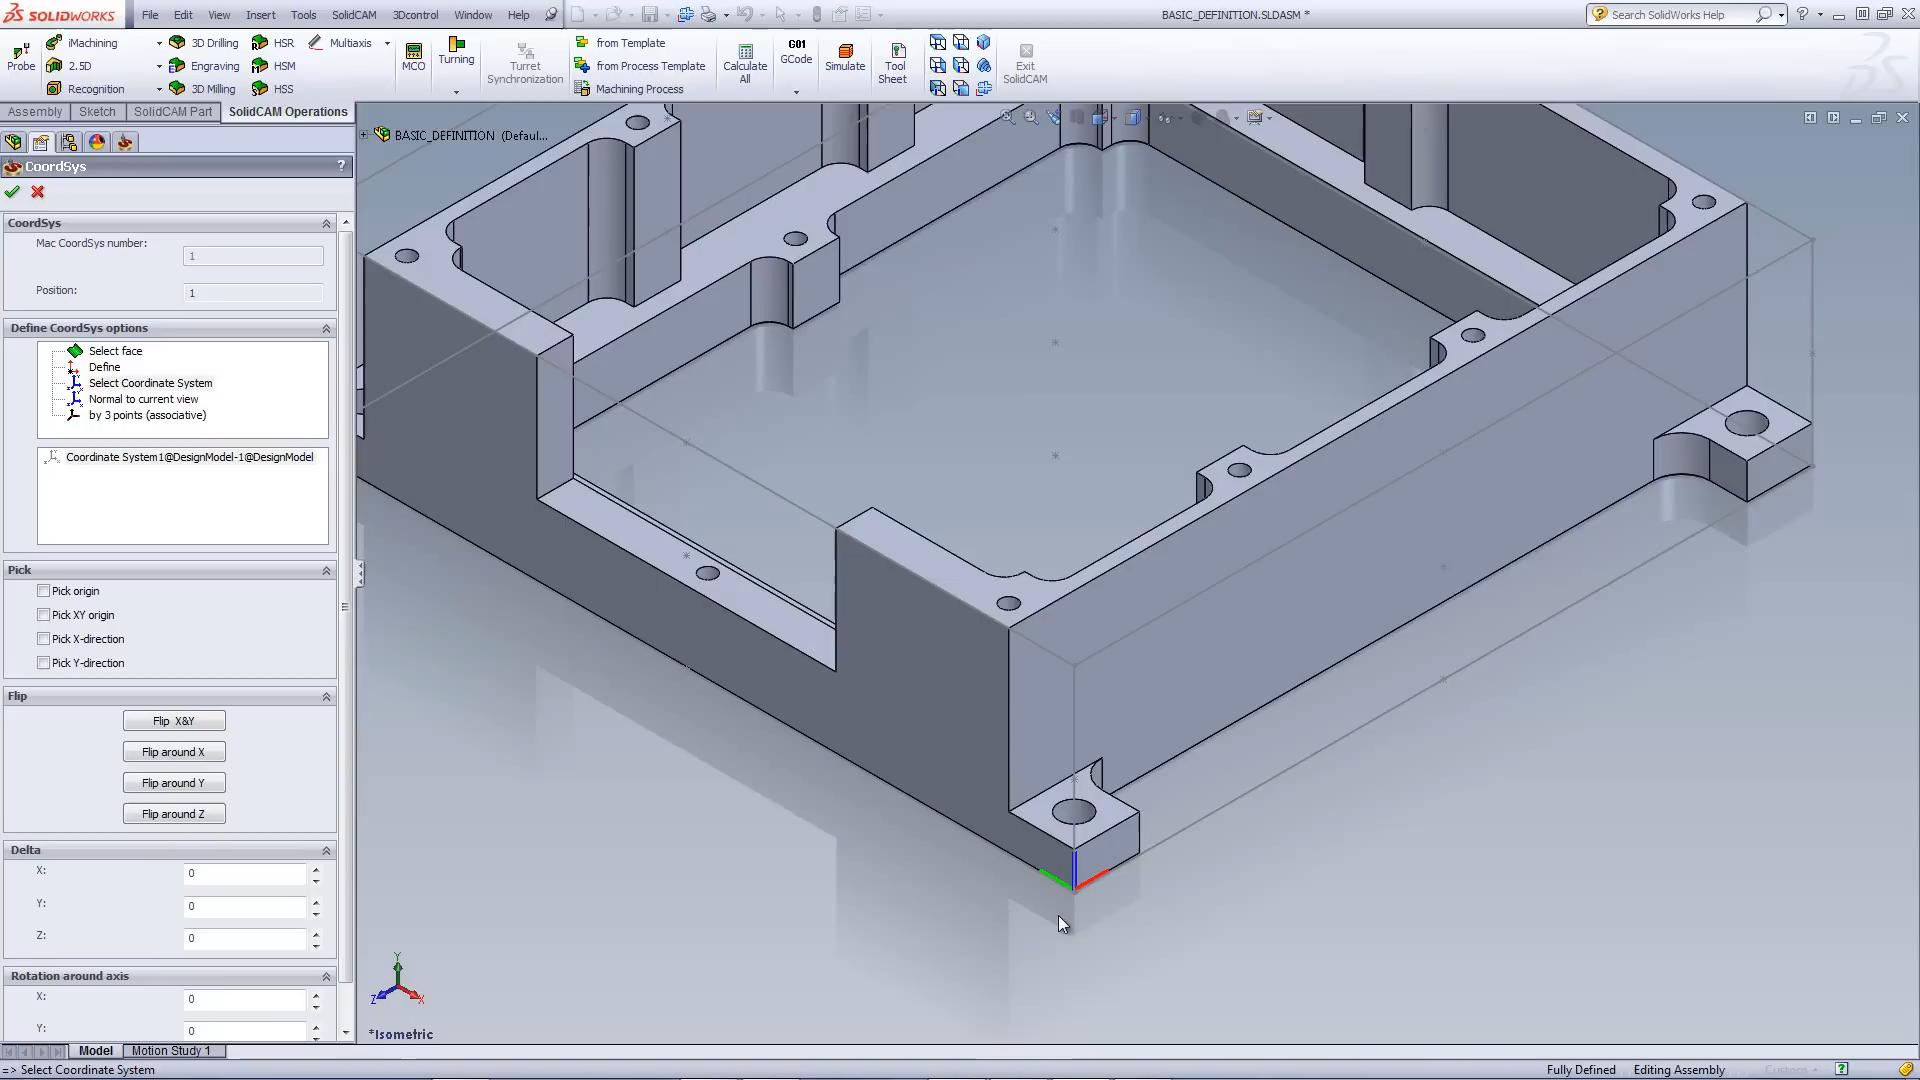 SOLIDWORKS File Edit View Insert Tools SolidCAM 3Dcontrol Window Help BASIC_DEFINITION.SLDASM * Search SolidWorks Help
Probe iMachining 3D Drilling HSR Multiaxis MCO Turning Turret Synchronization from Template Calculate All G01 GCode Simulate Tool Sheet Exit SolidCAM
2.5D Engraving HSM from Process Template
Recognition 3D Milling HSS Machining Process
Assembly Sketch SolidCAM Part SolidCAM Operations
BASIC_DEFINITION (Defaul...
CoordSys ?
CoordSys
Mac CoordSys number:
1
Position:
1
Define CoordSys options
Select face
Define
Select Coordinate System
Normal to current view
by 3 points (associative)
Coordinate System1@DesignModel-1@DesignModel
Pick
Pick origin
Pick XY origin
Pick X-direction
Pick Y-direction
Flip
Flip X&Y
Flip around X
Flip around Y
Flip around Z
Delta
X: 0
Y: 0
Z: 0
Rotation around axis
X: 0
Y: 0
Y
Z X
*Isometric
Model Motion Study 1
=> Select Coordinate System Fully Defined Editing Assembly Custom